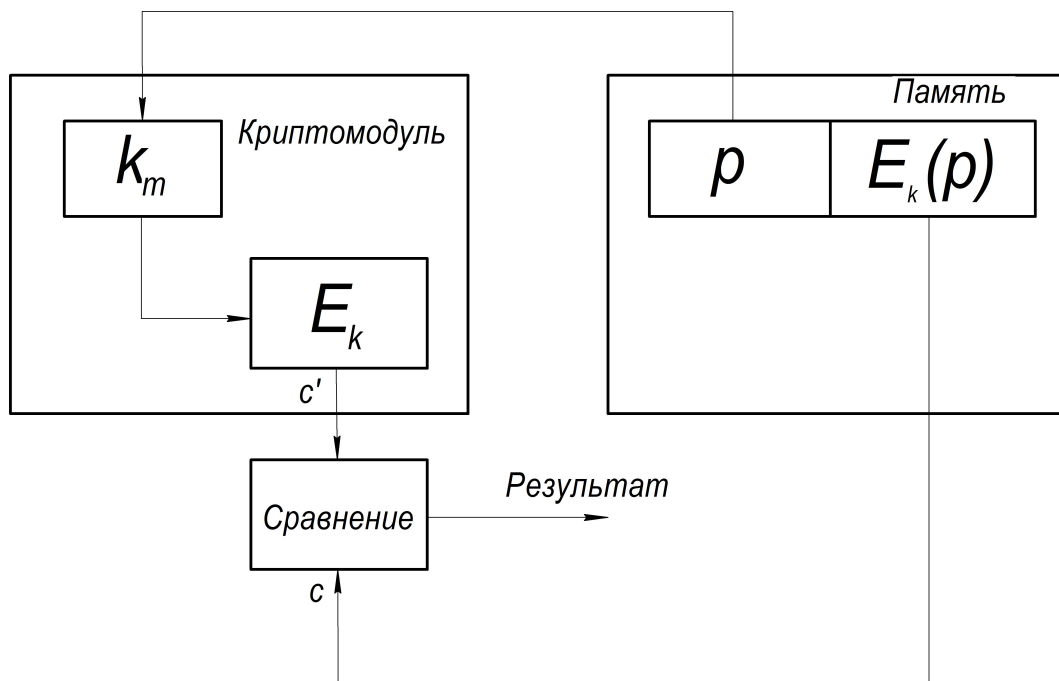 Память
Криптомодуль
k_m
p
E_k(p)
E_k
c'
Результат
Сравнение
c